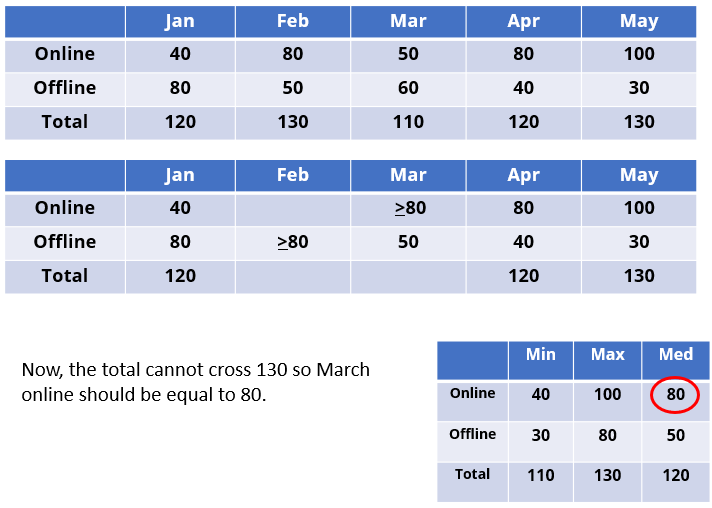 Jan Feb Mar Apr May
Online 40 80 50 80 100
Offline 80 50 60 40 30
Total 120 130 110 120 130
Jan Feb Mar Apr May
Online 40 ≥80 80 100
Offline 80 ≥80 50 40 30
Total 120 120 130
Now, the total cannot cross 130 so March
online should be equal to 80.
Min Max Med
Online 40 100 80
Offline 30 80 50
Total 110 130 120